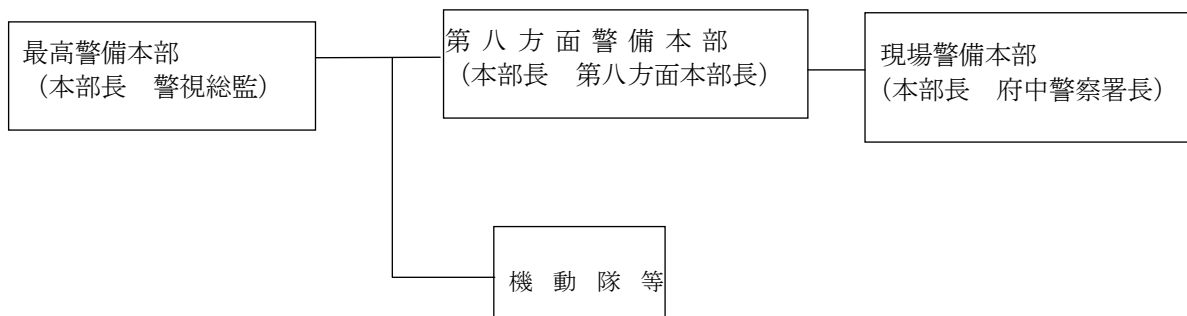 最高警備本部
（本部長　警視総監）
第 八 方 面 警 備 本 部
（本部長　第八方面本部長）
現場警備本部
（本部長　府中警察署長）
機　動　隊　等